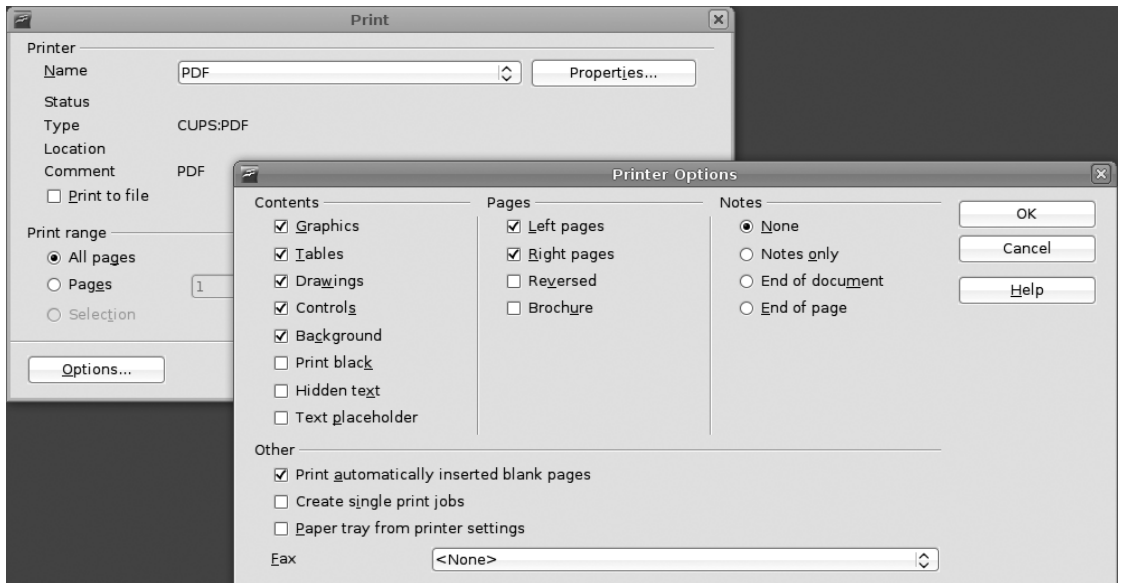 Print
Printer
Name PDF Properties...
Status
Type CUPS:PDF
Location
Comment PDF
Print to file
Print range
All pages
Pages 1
Selection
Options...
Printer Options
Contents
Graphics
Tables
Drawings
Controls
Background
Print black
Hidden text
Text placeholder
Pages
Left pages
Right pages
Reversed
Brochure
Notes
None
Notes only
End of document
End of page
OK
Cancel
Help
Other
Print automatically inserted blank pages
Create single print jobs
Paper tray from printer settings
Fax <None>